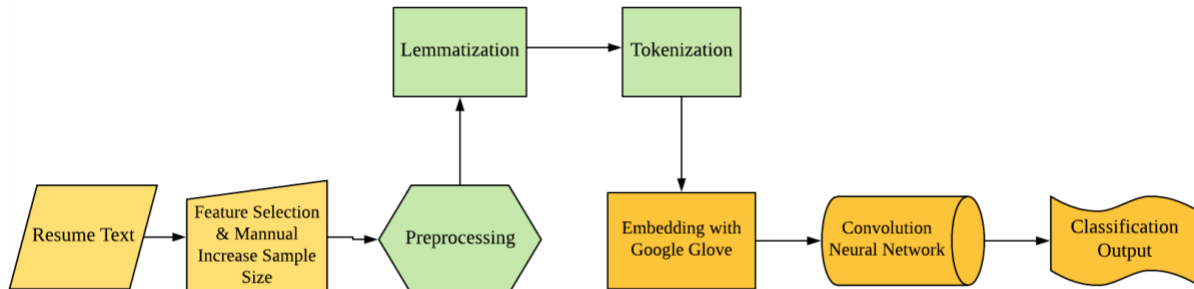 Lemmatization
Tokenization
Resume Text
Feature Selection
& Mannual
Increase Sample
Size
Preprocessing
Embedding with
Google Glove
Convolution
Neural Network
Classification
Output